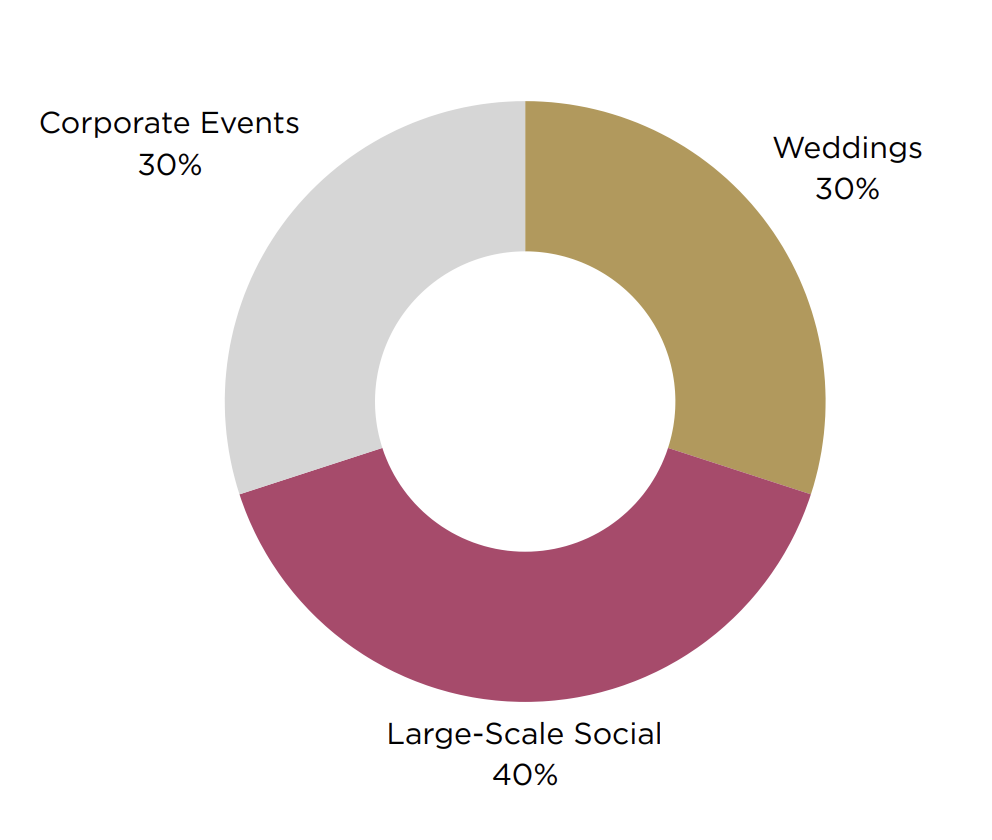 Corporate Events
30%
Weddings
30%
Large-Scale Social
40%